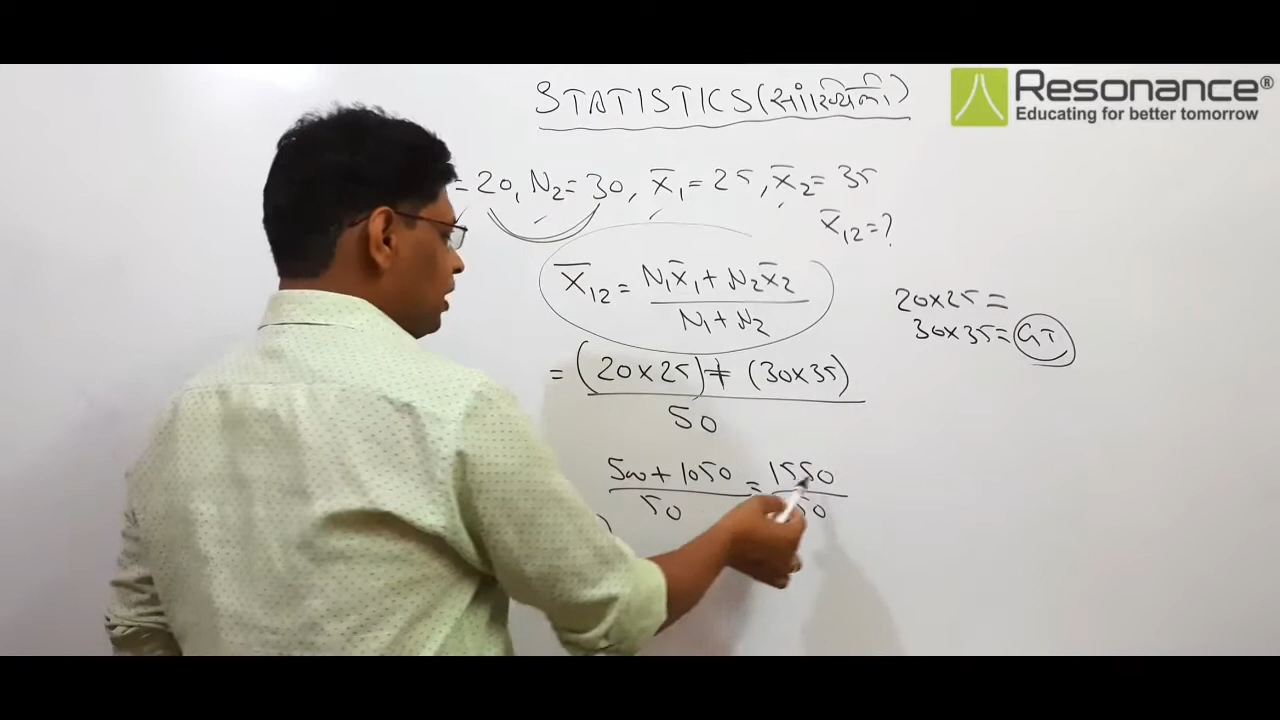 STATISTICS (સાંખ્યિકી)
Resonance®
Educating for better tomorrow
= 20, N₂ = 30, x̄₁ = 25, x̄₂ = 35
x̄₁₂ = ?
x̄₁₂ = N₁x̄₁ + N₂x̄₂
N₁ + N₂
20×25 =
30×35 = GT
= (20×25) + (30×35)
50
500 + 1050 = 1550
50 50